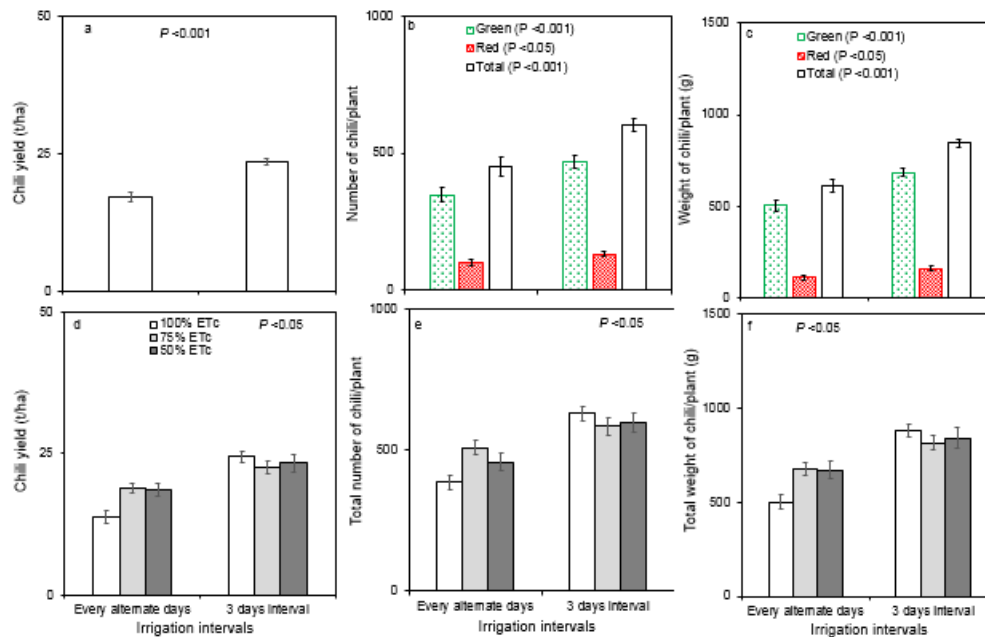 a
P <0.001
50
25
0
Chili yield (t/ha)
b
Green (P <0.001)
Red (P <0.05)
Total (P <0.001)
1000
500
0
Number of chili/plant
c
Green (P <0.001)
Red (P <0.05)
Total (P <0.001)
1500
1000
500
0
Weight of chili/plant (g)
d
100% ETc
75% ETc
50% ETc
P <0.05
50
25
0
Chili yield (t/ha)
Every alternate days
3 days interval
Irrigation intervals
e
P <0.05
1000
500
0
Total number of chili/plant
Every alternate days
3 days interval
Irrigation intervals
f
P <0.05
1500
1000
500
0
Total weight of chili/plant (g)
Every alternate days
3 days interval
Irrigation intervals